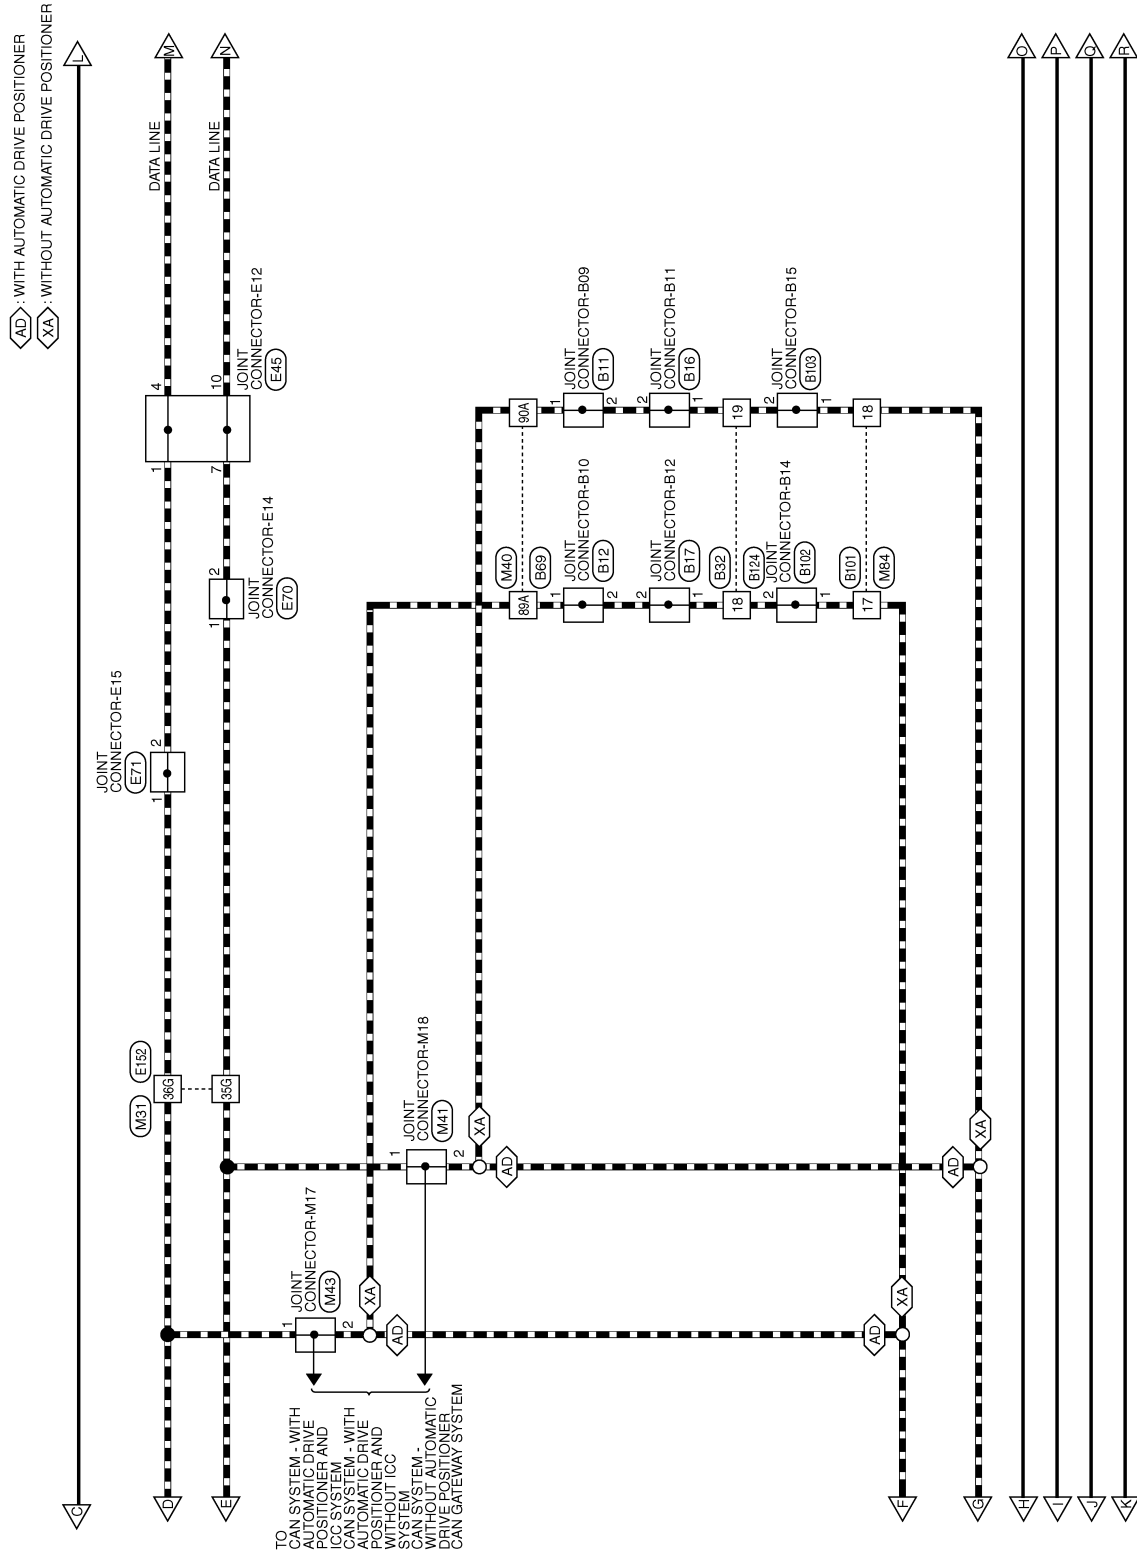 AD : WITH AUTOMATIC DRIVE POSITIONER
XA : WITHOUT AUTOMATIC DRIVE POSITIONER
C
L
D
M
E
N
DATA LINE
DATA LINE
M31
E152
36G
35G
JOINT
CONNECTOR-E15
E71
1
2
JOINT
CONNECTOR-E14
E70
1
2
JOINT
CONNECTOR-E12
E45
1
4
7
10
JOINT
CONNECTOR-M17
M43
1
2
JOINT
CONNECTOR-M18
M41
1
2
XA
AD
XA
AD
AD
XA
AD
XA
TO
CAN SYSTEM - WITH
AUTOMATIC DRIVE
POSITIONER AND
ICC SYSTEM
CAN SYSTEM - WITH
AUTOMATIC DRIVE
POSITIONER AND
WITHOUT ICC
SYSTEM
CAN SYSTEM -
WITHOUT AUTOMATIC
DRIVE POSITIONER
CAN GATEWAY SYSTEM
M40
B69
89A
90A
JOINT
CONNECTOR-B10
B12
1
2
JOINT
CONNECTOR-B09
B11
1
2
JOINT
CONNECTOR-B12
B17
2
1
JOINT
CONNECTOR-B11
B16
2
1
B32
B124
18
19
JOINT
CONNECTOR-B14
B102
2
1
JOINT
CONNECTOR-B15
B103
2
1
B101
M84
17
18
F
G
H
O
I
P
J
Q
K
R